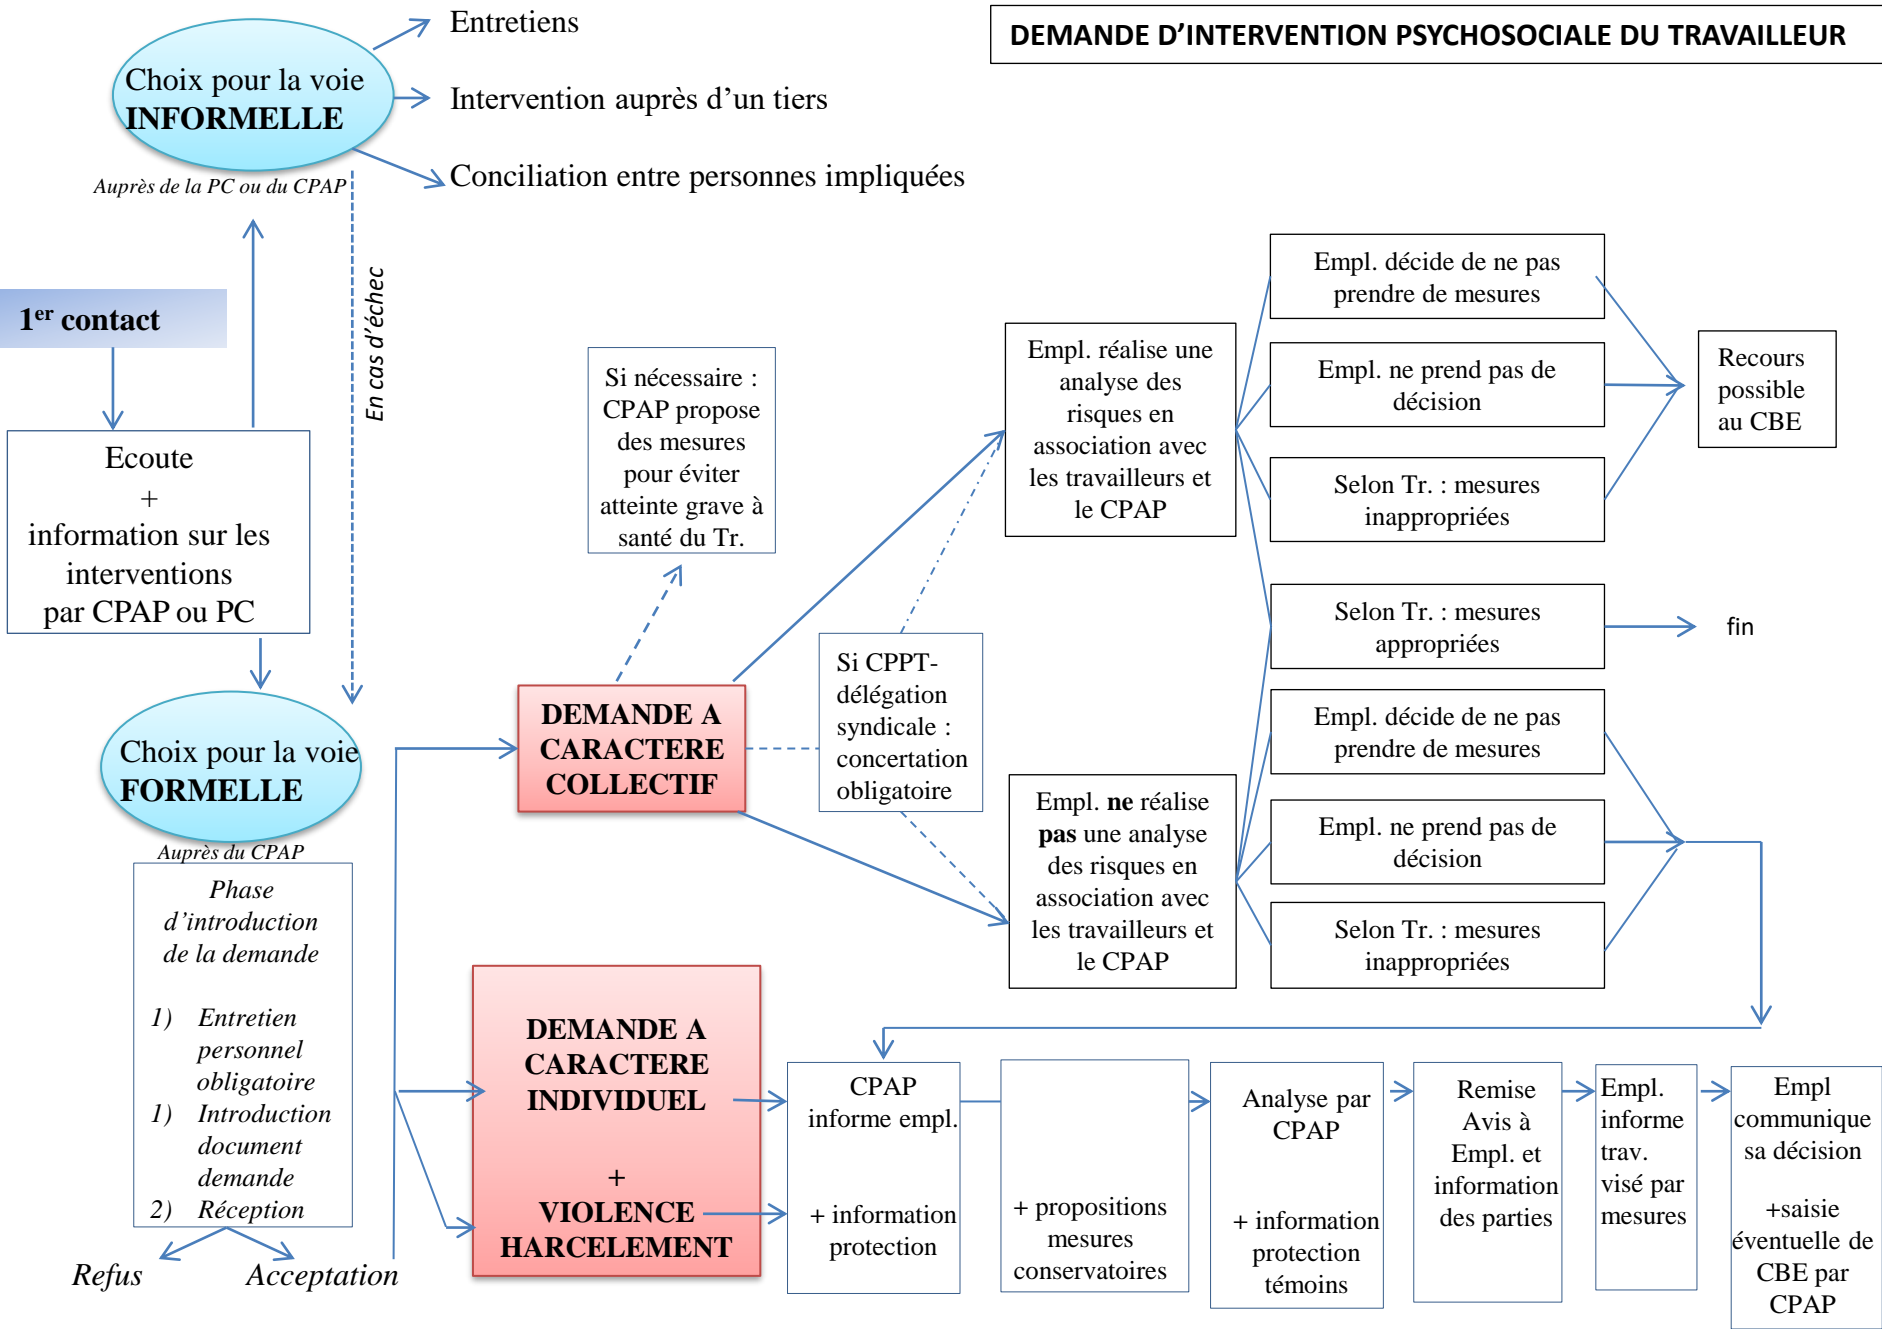 DEMANDE D’INTERVENTION PSYCHOSOCIALE DU TRAVAILLEUR
Choix pour la voie
INFORMELLE
Auprès de la PC ou du CPAP
Entretiens
Intervention auprès d’un tiers
Conciliation entre personnes impliquées
En cas d’échec
1er contact
Ecoute
+
information sur les
interventions
par CPAP ou PC
Choix pour la voie
FORMELLE
Auprès du CPAP
Phase
d’introduction
de la demande
1) Entretien
personnel
obligatoire
1) Introduction
document
demande
2) Réception
Refus
Acceptation
Si nécessaire :
CPAP propose
des mesures
pour éviter
atteinte grave à
santé du Tr.
DEMANDE A
CARACTERE
COLLECTIF
Si CPPT-
délégation
syndicale :
concertation
obligatoire
Empl. réalise une
analyse des
risques en
association avec
les travailleurs et
le CPAP
Empl. décide de ne pas
prendre de mesures
Empl. ne prend pas de
décision
Selon Tr. : mesures
inappropriées
Recours
possible
au CBE
Selon Tr. : mesures
appropriées
fin
Empl. ne réalise
pas une analyse
des risques en
association avec
les travailleurs et
le CPAP
Empl. décide de ne pas
prendre de mesures
Empl. ne prend pas de
décision
Selon Tr. : mesures
inappropriées
DEMANDE A
CARACTERE
INDIVIDUEL
+
VIOLENCE
HARCELEMENT
CPAP
informe empl.
+ information
protection
+ propositions
mesures
conservatoires
Analyse par
CPAP
+ information
protection
témoins
Remise
Avis à
Empl. et
information
des parties
Empl.
informe
trav.
visé par
mesures
Empl
communique
sa décision
+saisie
éventuelle de
CBE par
CPAP